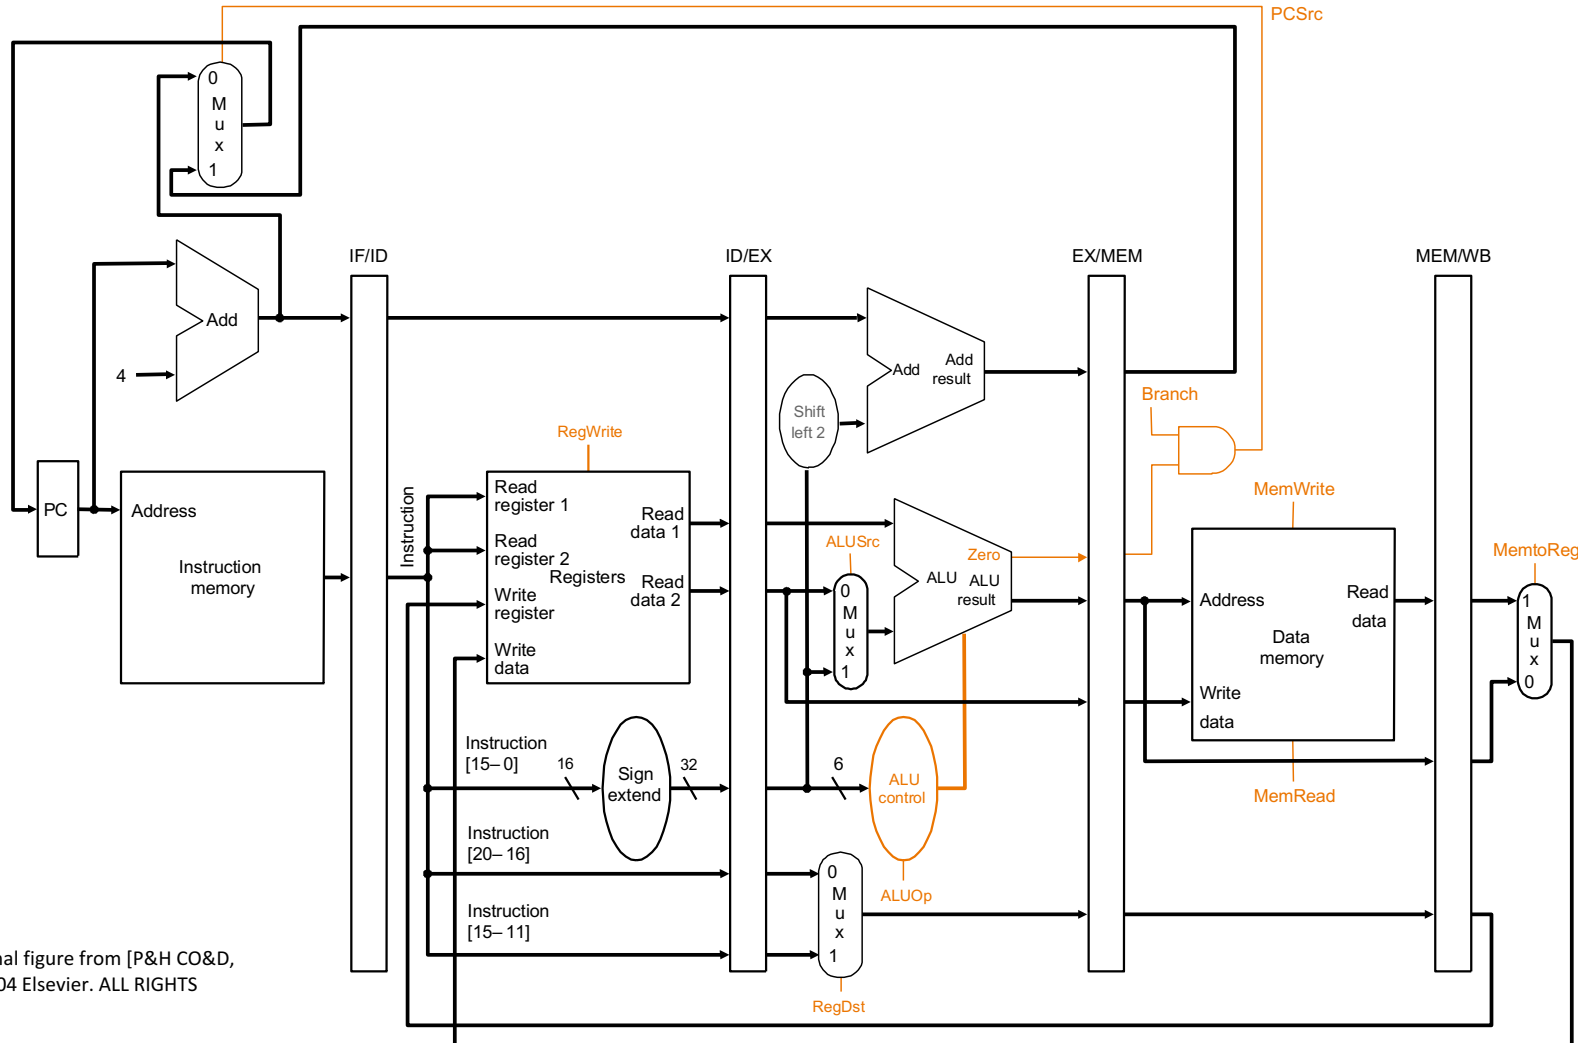 PCSrc
0
M
u
x
1
IF/ID
ID/EX
EX/MEM
MEM/WB
Add
4
Add
Add
result
Shift
left 2
Branch
RegWrite
PC
Address
Instruction
memory
Instruction
Read
register 1
Read
register 2
Write
register
Write
data
Registers
Read
data 1
Read
data 2
ALUSrc
0
M
u
x
1
Zero
ALU
ALU
result
MemWrite
Address
Read
data
Data
memory
Write
data
MemRead
MemtoReg
1
M
u
x
0
Instruction
[15– 0]
16
Sign
extend
32
6
ALU
control
ALUOp
Instruction
[20– 16]
Instruction
[15– 11]
0
M
u
x
1
RegDst
nal figure from [P&H CO&D,
04 Elsevier. ALL RIGHTS